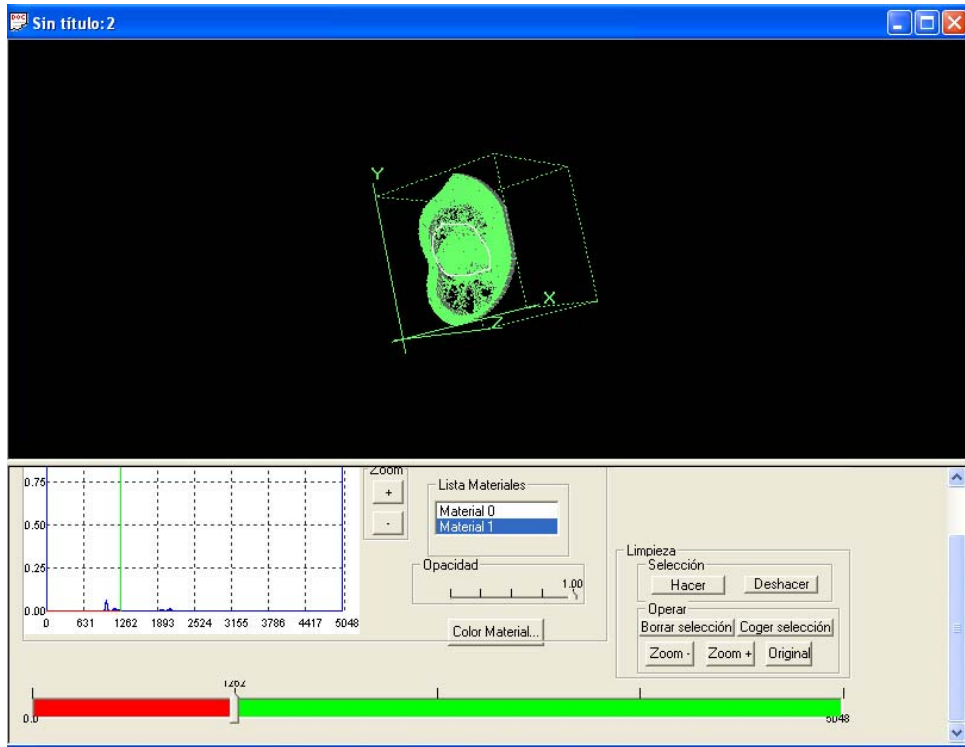 Sin título:2
Y
X
Z
Zoom
+
-
0.75
0.50
0.25
0.00
0 631 1262 1893 2524 3155 3786 4417 5048
Lista Materiales
Material 0
Material 1
Opacidad
1.00
Color Material...
Limpieza
Selección
Hacer Deshacer
Operar
Borrar selección Coger selección
Zoom - Zoom + Original
1262
0.0 5048